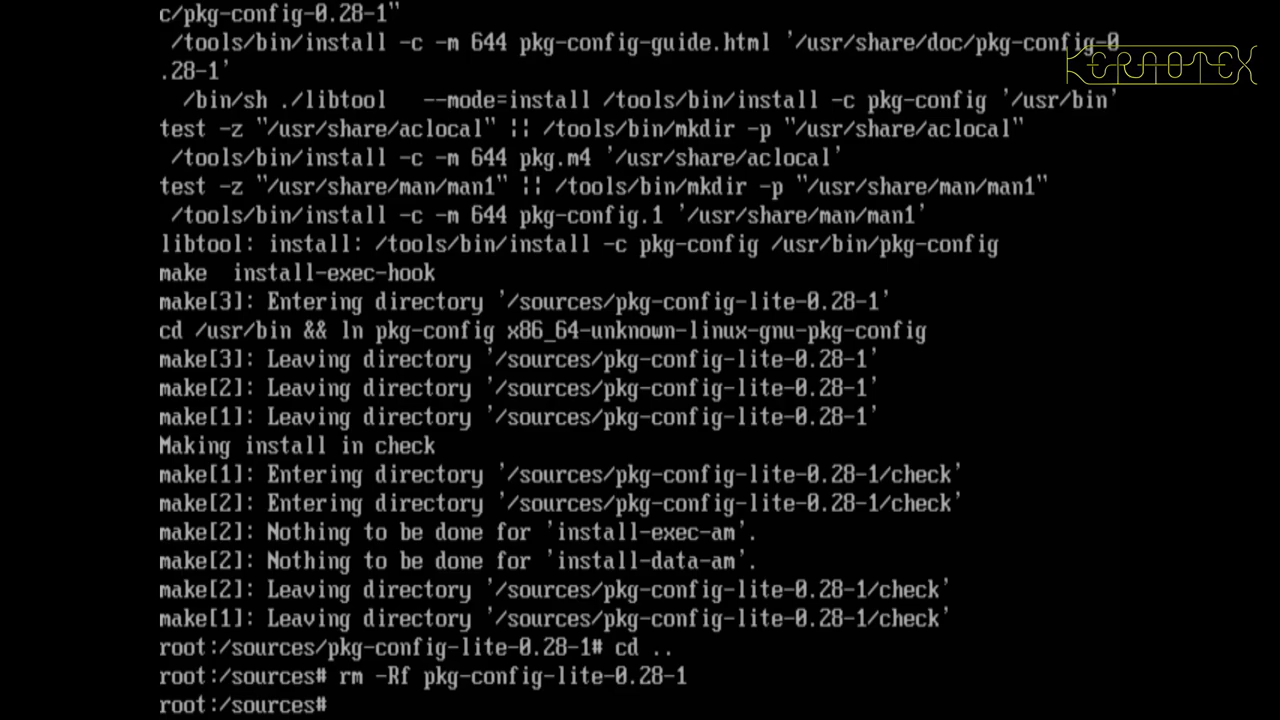 c/pkg-config-0.28-1"
 /tools/bin/install -c -m 644 pkg-config-guide.html '/usr/share/doc/pkg-config-0
.28-1'
  /bin/sh ./libtool   --mode=install /tools/bin/install -c pkg-config '/usr/bin'
test -z "/usr/share/aclocal" || /tools/bin/mkdir -p "/usr/share/aclocal"
 /tools/bin/install -c -m 644 pkg.m4 '/usr/share/aclocal'
test -z "/usr/share/man/man1" || /tools/bin/mkdir -p "/usr/share/man/man1"
 /tools/bin/install -c -m 644 pkg-config.1 '/usr/share/man/man1'
libtool: install: /tools/bin/install -c pkg-config /usr/bin/pkg-config
make  install-exec-hook
make[3]: Entering directory '/sources/pkg-config-lite-0.28-1'
cd /usr/bin && ln pkg-config x86_64-unknown-linux-gnu-pkg-config
make[3]: Leaving directory '/sources/pkg-config-lite-0.28-1'
make[2]: Leaving directory '/sources/pkg-config-lite-0.28-1'
make[1]: Leaving directory '/sources/pkg-config-lite-0.28-1'
Making install in check
make[1]: Entering directory '/sources/pkg-config-lite-0.28-1/check'
make[2]: Entering directory '/sources/pkg-config-lite-0.28-1/check'
make[2]: Nothing to be done for 'install-exec-am'.
make[2]: Nothing to be done for 'install-data-am'.
make[2]: Leaving directory '/sources/pkg-config-lite-0.28-1/check'
make[1]: Leaving directory '/sources/pkg-config-lite-0.28-1/check'
root:/sources/pkg-config-lite-0.28-1# cd ..
root:/sources# rm -Rf pkg-config-lite-0.28-1
root:/sources#
KERNOTEX